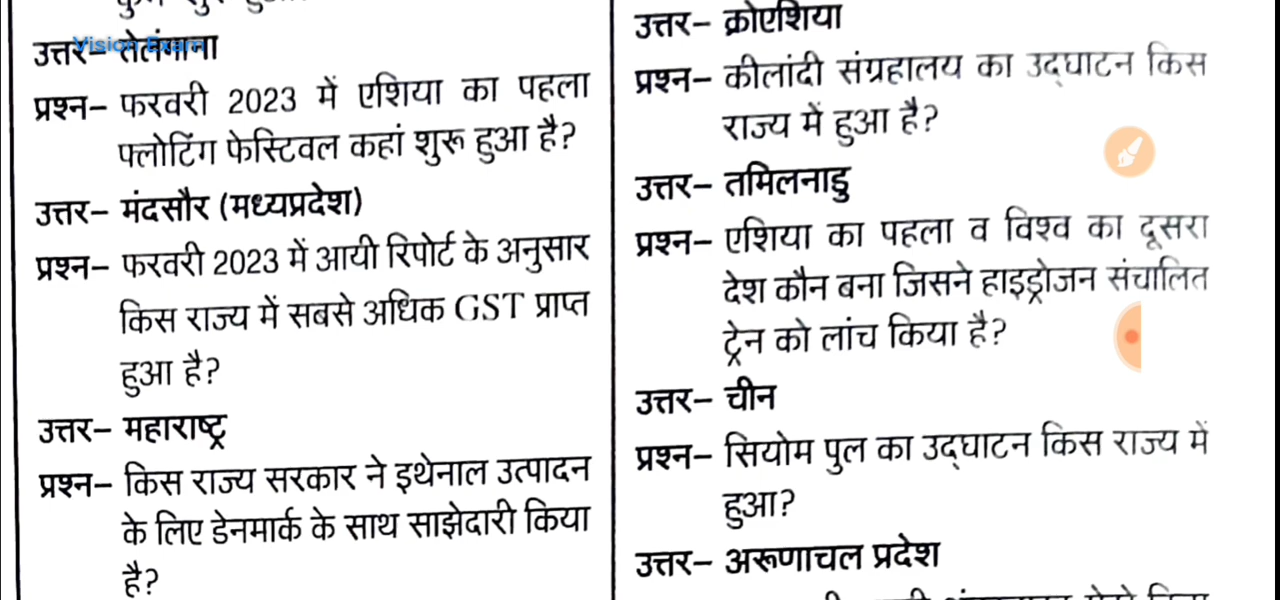 उत्तर– तेलंगाना
Vision Exam
प्रश्न– फरवरी 2023 में एशिया का पहला
फ्लोटिंग फेस्टिवल कहां शुरू हुआ है?
उत्तर– मंदसौर (मध्यप्रदेश)
प्रश्न– फरवरी 2023 में आयी रिपोर्ट के अनुसार
किस राज्य में सबसे अधिक GST प्राप्त
हुआ है?
उत्तर– महाराष्ट्र
प्रश्न– किस राज्य सरकार ने इथेनाल उत्पादन
के लिए डेनमार्क के साथ साझेदारी किया
है?
उत्तर– क्रोएशिया
प्रश्न– कीलांदी संग्रहालय का उद्घाटन किस
राज्य में हुआ है?
उत्तर– तमिलनाडु
प्रश्न– एशिया का पहला व विश्व का दूसरा
देश कौन बना जिसने हाइड्रोजन संचालित
ट्रेन को लांच किया है?
उत्तर– चीन
प्रश्न– सियोम पुल का उद्घाटन किस राज्य में
हुआ?
उत्तर– अरूणाचल प्रदेश